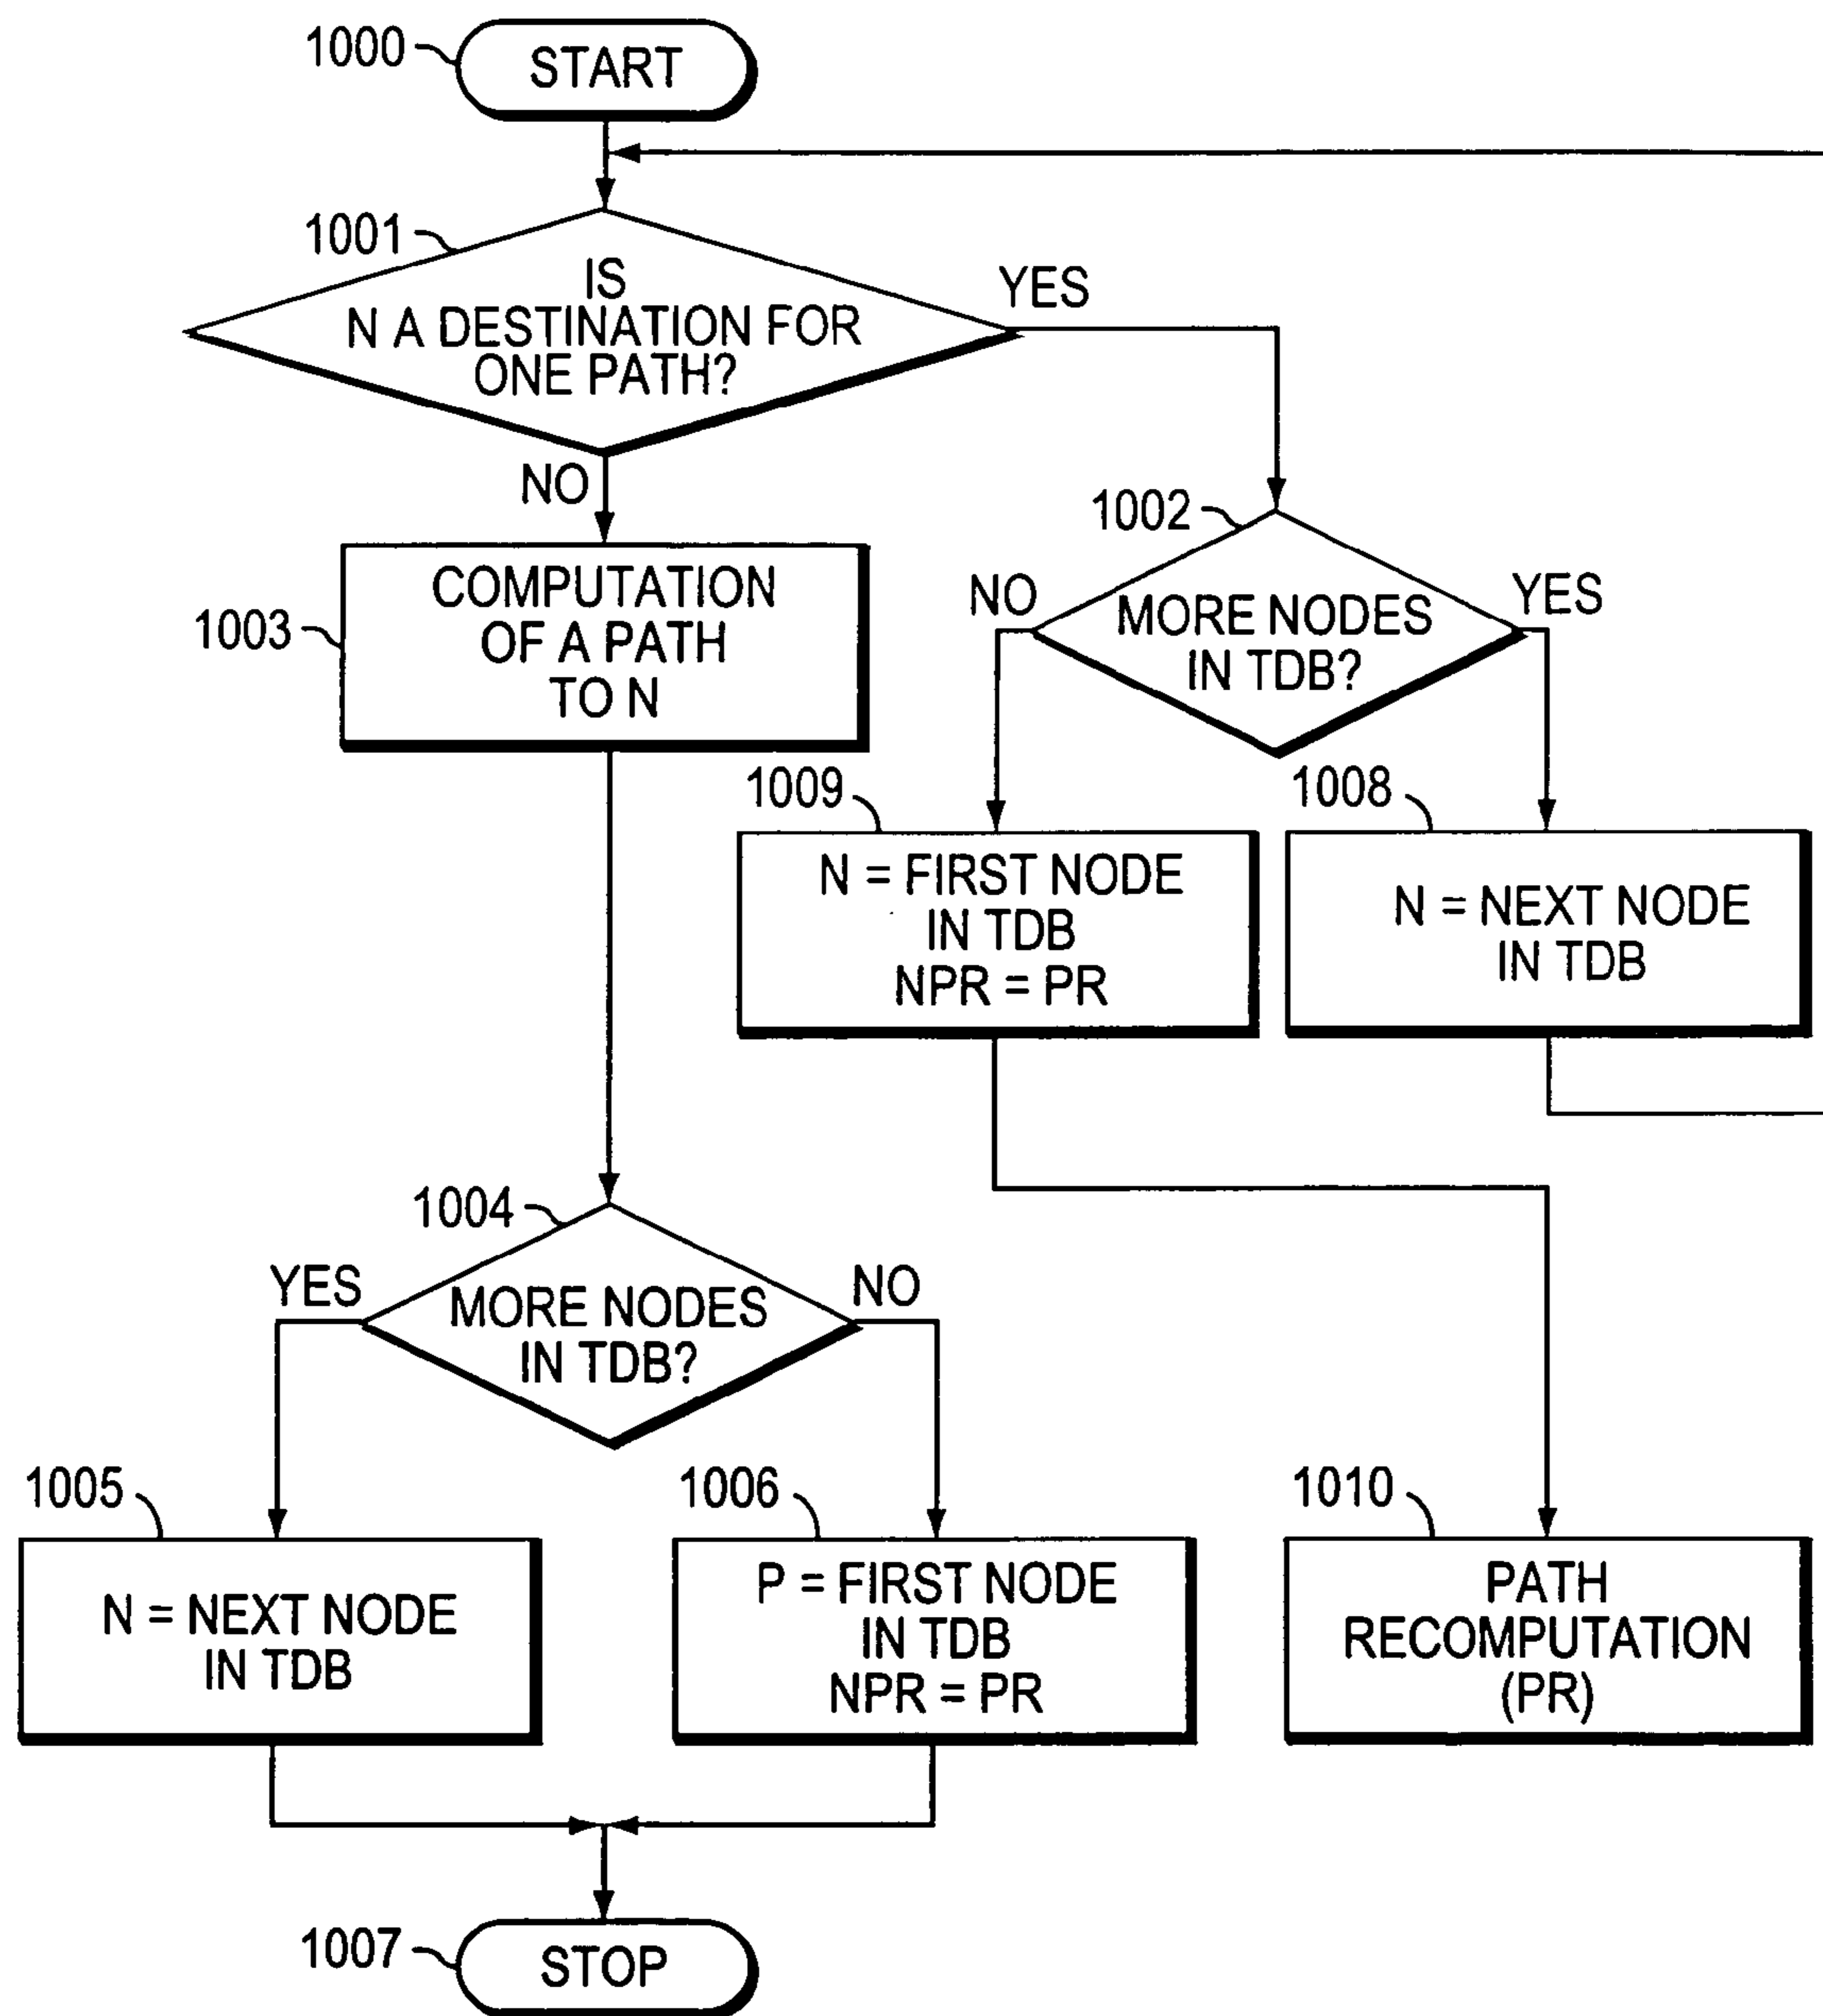 1000
START
1001
IS
N A DESTINATION FOR
ONE PATH?
YES
NO
1002
NO
YES
MORE NODES
IN TDB?
1003
COMPUTATION
OF A PATH
TO N
1009
N = FIRST NODE
IN TDB
NPR = PR
1008
N = NEXT NODE
IN TDB
1004
YES
NO
MORE NODES
IN TDB?
1005
N = NEXT NODE
IN TDB
1006
P = FIRST NODE
IN TDB
NPR = PR
1010
PATH
RECOMPUTATION
(PR)
1007
STOP